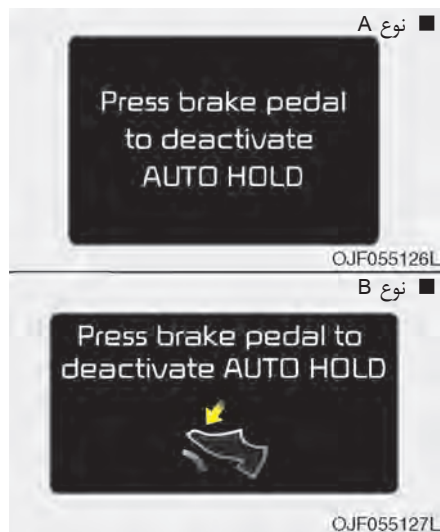 ■ نوع A
Press brake pedal
to deactivate
AUTO HOLD
OJF055126L
■ نوع B
Press brake pedal to
deactivate AUTO HOLD
OJF055127L